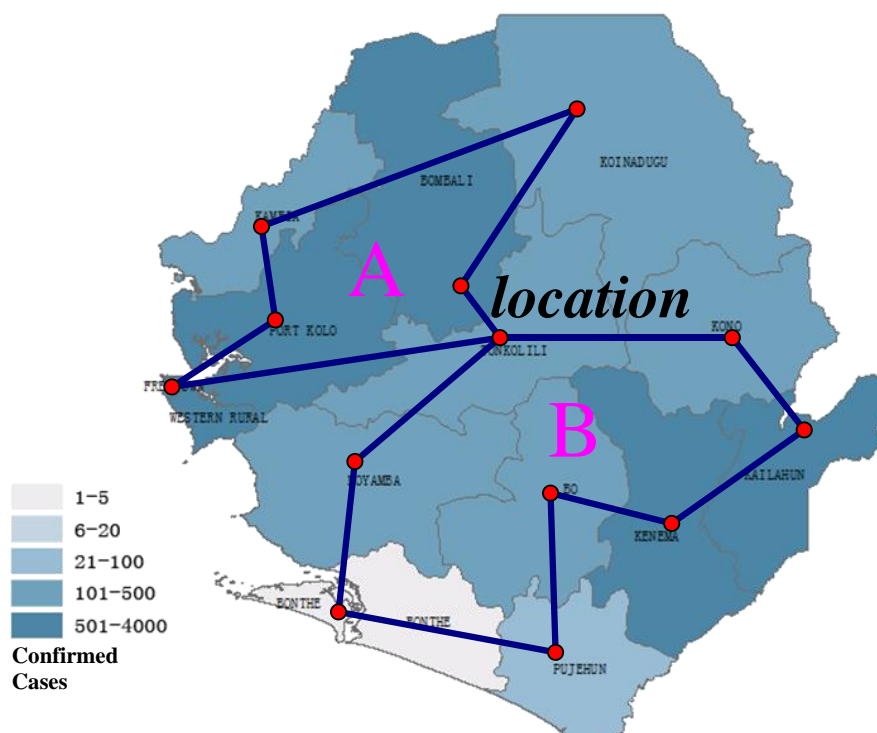 KOINADUGU
BOMBALI
KAMBIA
A
location
PORT KOLO
KONO
TONKOLILI
WESTERN RURAL
B
KAILAHUN
MOYAMBA
BO
KENEMA
1-5
6-20
21-100
101-500
501-4000
Confirmed
Cases
BONTHE
BONTHE
PUJEHUN